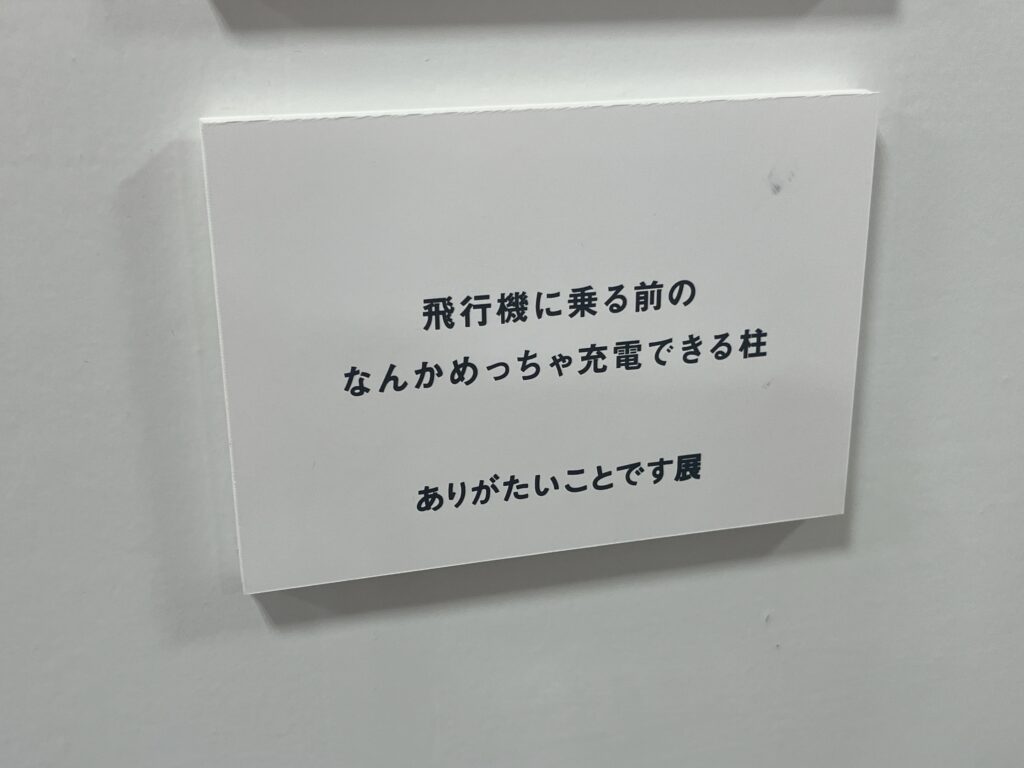 飛行機に乗る前の
なんかめっちゃ充電できる柱
ありがたいことです展